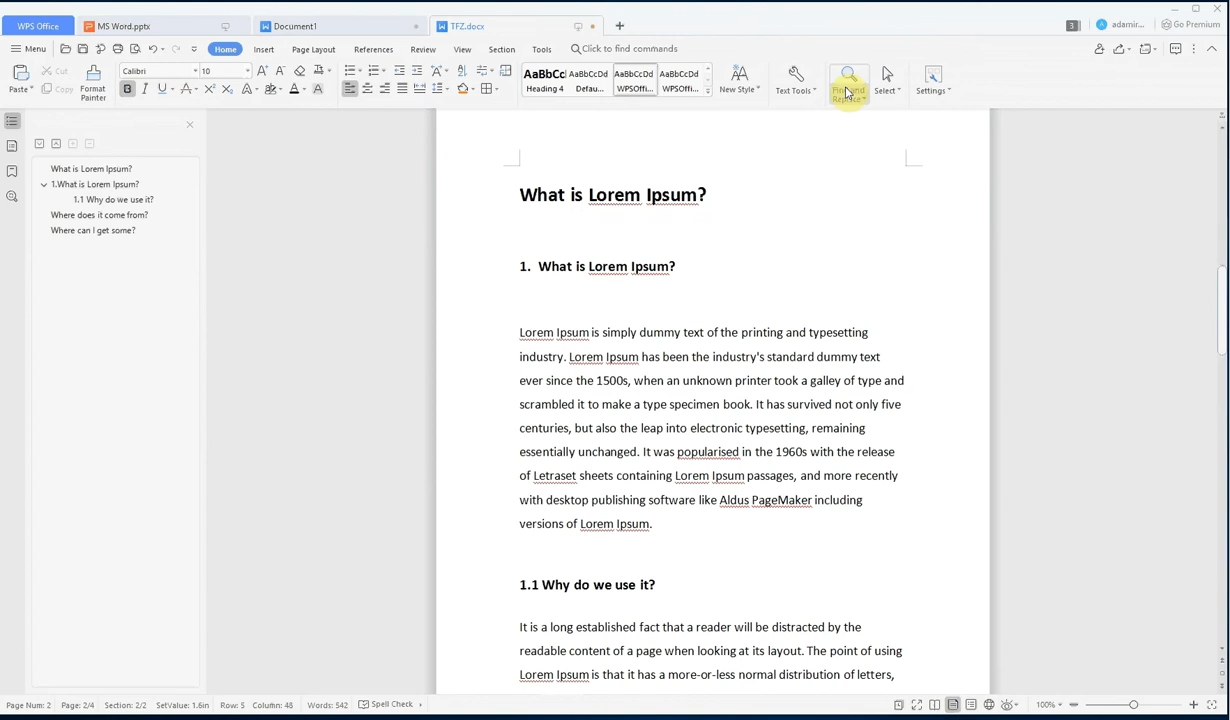 WPS Office MS Word.pptx Document1 TFZ.docx 3 adamir... Go Premium
Menu Home Insert Page Layout References Review View Section Tools Click to find commands
Paste Cut Copy Format Painter Calibri 10 AaBbCc Heading 4 AaBbCcDd Defau... AaBbCcDd WPSOffi... AaBbCcDd WPSOffi... New Style Text Tools Find and Replace Select Settings
What is Lorem Ipsum?
1.What is Lorem Ipsum?
1.1 Why do we use it?
Where does it come from?
Where can I get some?
What is Lorem Ipsum?
1. What is Lorem Ipsum?
Lorem Ipsum is simply dummy text of the printing and typesetting
industry. Lorem Ipsum has been the industry's standard dummy text
ever since the 1500s, when an unknown printer took a galley of type and
scrambled it to make a type specimen book. It has survived not only five
centuries, but also the leap into electronic typesetting, remaining
essentially unchanged. It was popularised in the 1960s with the release
of Letraset sheets containing Lorem Ipsum passages, and more recently
with desktop publishing software like Aldus PageMaker including
versions of Lorem Ipsum.
1.1 Why do we use it?
It is a long established fact that a reader will be distracted by the
readable content of a page when looking at its layout. The point of using
Lorem Ipsum is that it has a more-or-less normal distribution of letters,
Page Num: 2 Page: 2/4 Section: 2/2 SetValue: 1.6in Row: 5 Column: 48 Words: 542 Spell Check 100%